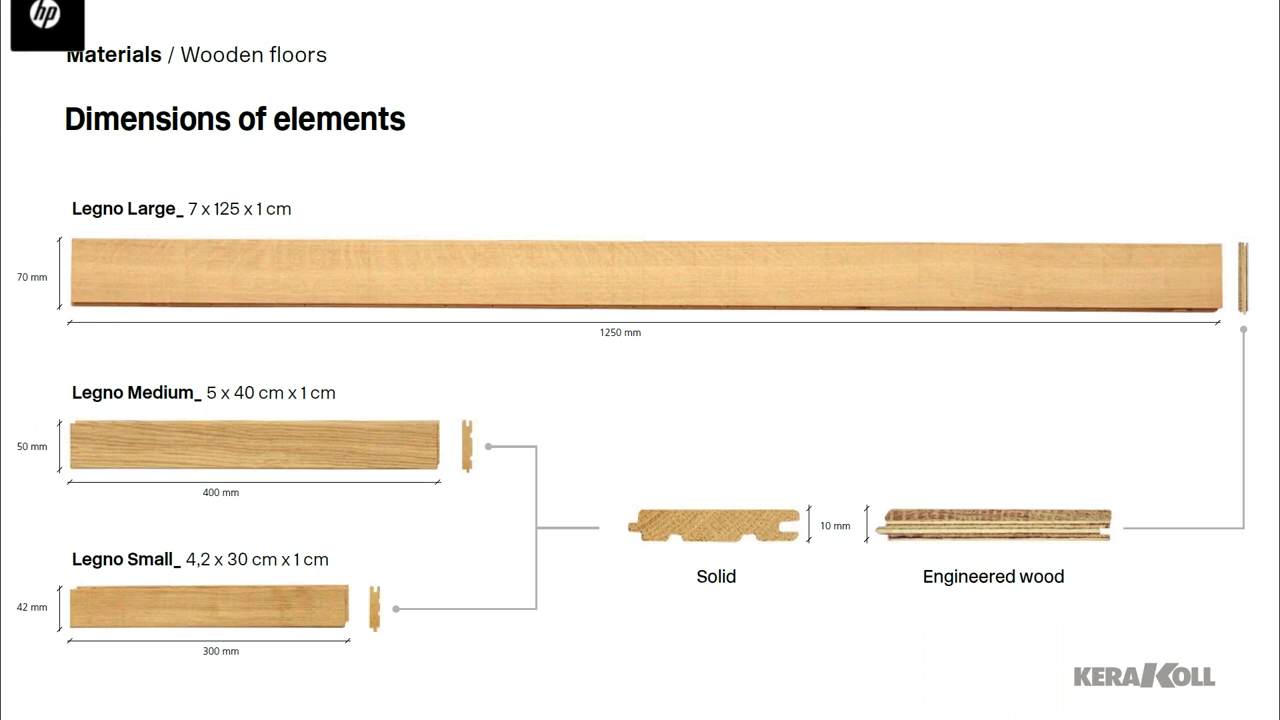 hp
Materials / Wooden floors
Dimensions of elements
Legno Large_ 7 x 125 x 1 cm
70 mm
1250 mm
Legno Medium_ 5 x 40 cm x 1 cm
50 mm
400 mm
10 mm
Solid
Engineered wood
Legno Small_ 4,2 x 30 cm x 1 cm
42 mm
300 mm
KERAKOLL